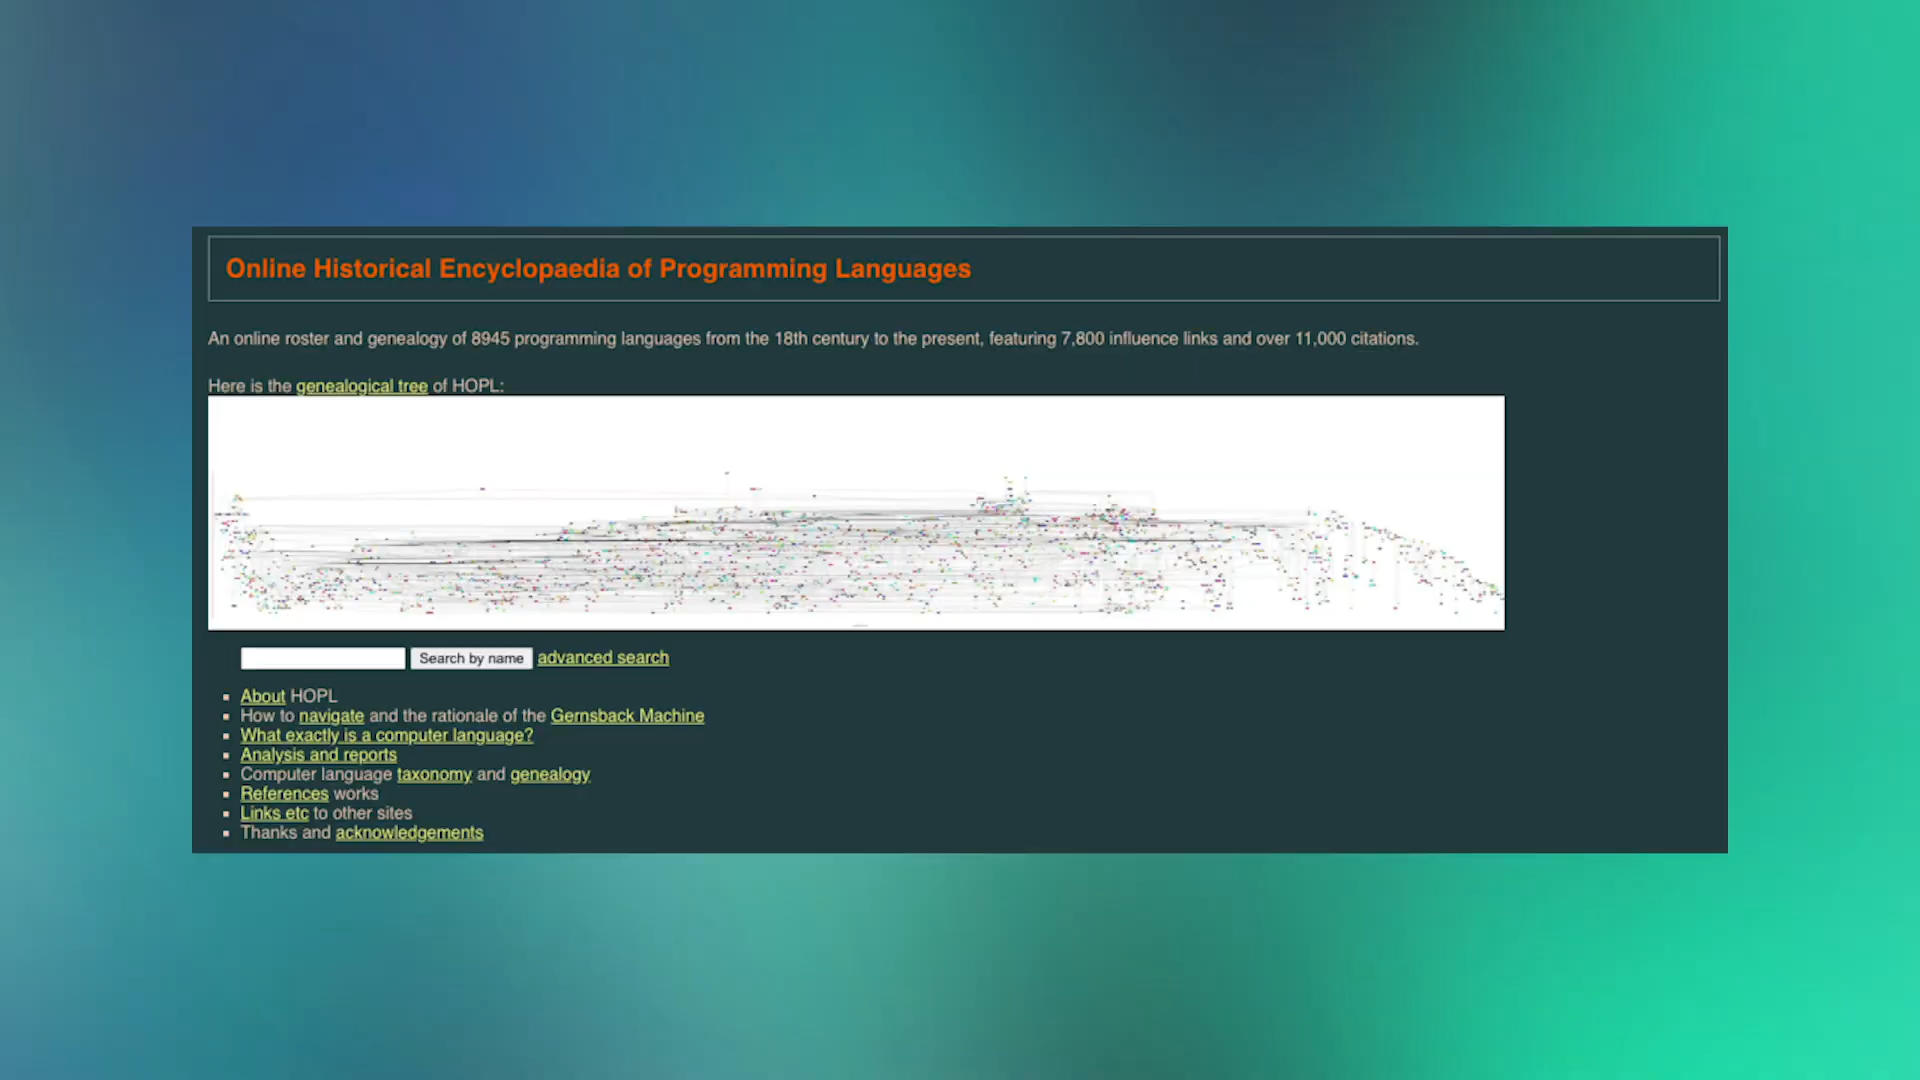 Online Historical Encyclopaedia of Programming Languages
An online roster and genealogy of 8945 programming languages from the 18th century to the present, featuring 7,800 influence links and over 11,000 citations.
Here is the genealogical tree of HOPL:
Search by name advanced search
About HOPL
How to navigate and the rationale of the Gernsback Machine
What exactly is a computer language?
Analysis and reports
Computer language taxonomy and genealogy
References works
Links etc to other sites
Thanks and acknowledgements